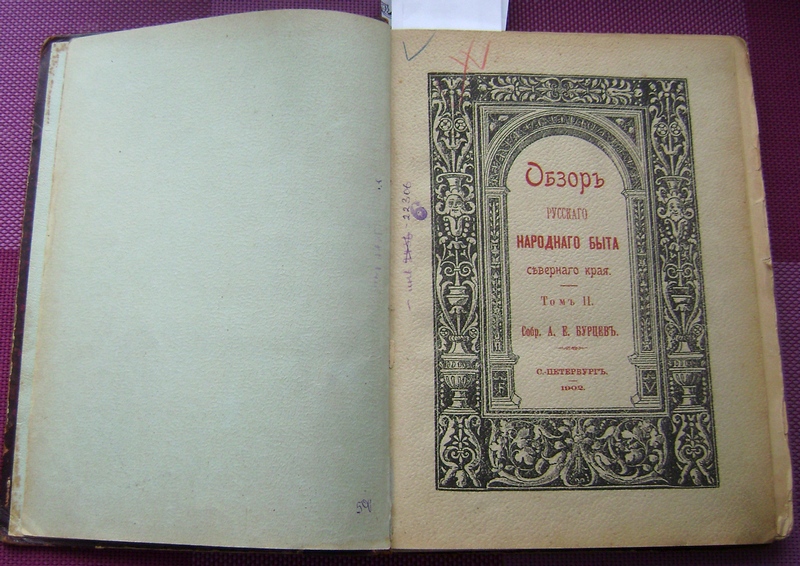 Обзоръ
РУССКАГО
НАРОДНАГО БЫТА
сѣвернаго края.
Томъ II.
Собр. А. Е. БУРЦЕВЪ.
С.-ПЕТЕРБУРГЪ.
1902.